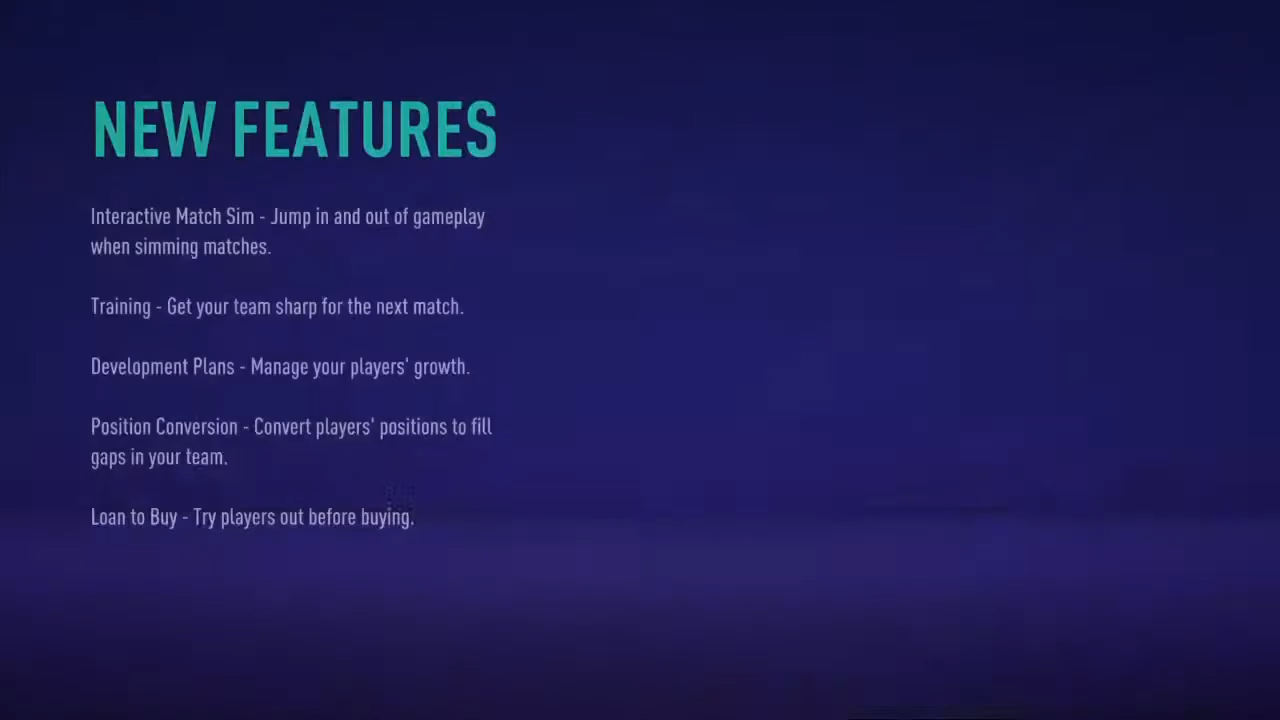 NEW FEATURES
Interactive Match Sim - Jump in and out of gameplay
when simming matches.
Training - Get your team sharp for the next match.
Development Plans - Manage your players' growth.
Position Conversion - Convert players' positions to fill
gaps in your team.
Loan to Buy - Try players out before buying.